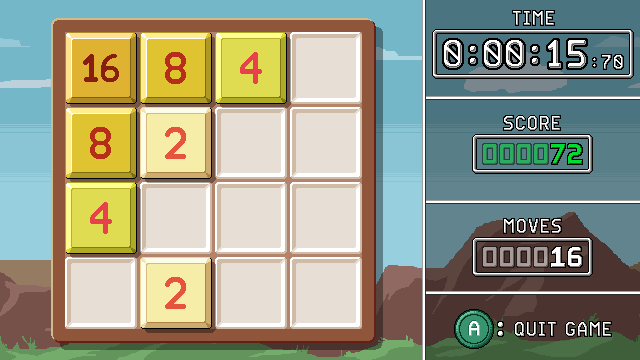 16 8 4
8 2
4
2
TIME
0:00:15:70
SCORE
000072
MOVES
000016
A : QUIT GAME